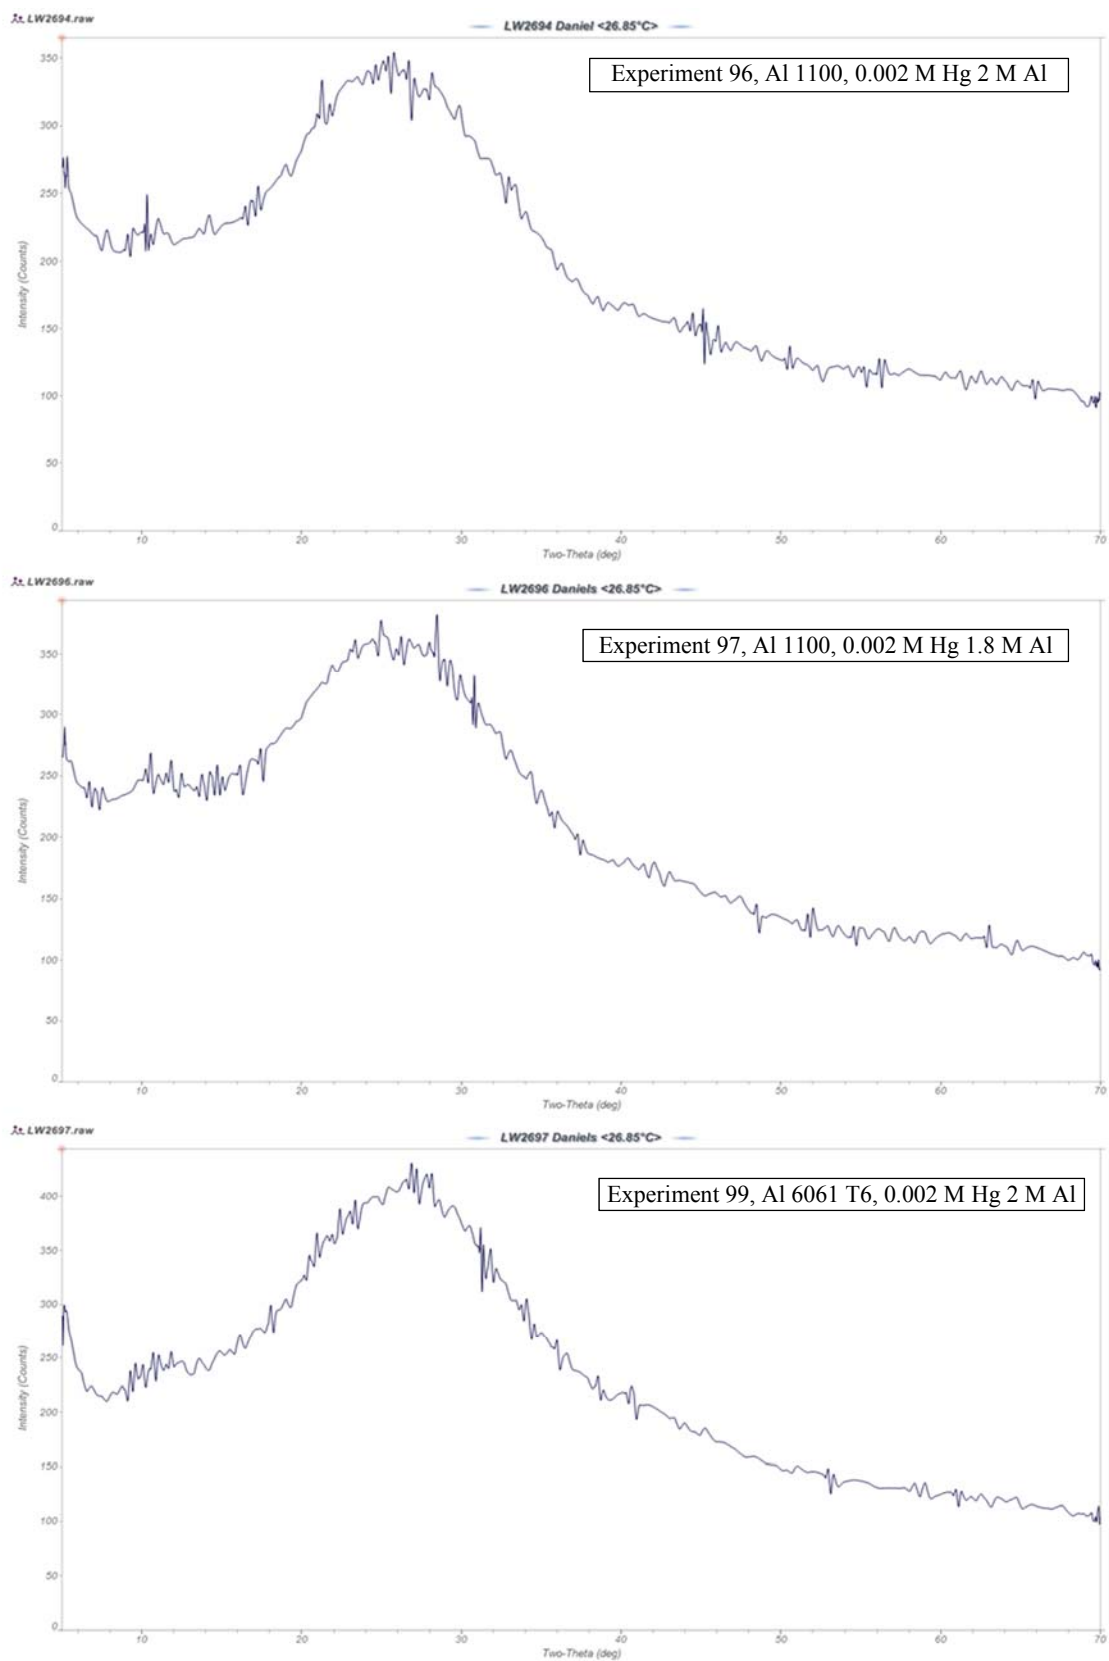 LW2694.raw
LW2694 Daniel <26.85°C>
Experiment 96, Al 1100, 0.002 M Hg 2 M Al
350
300
250
200
150
100
50
0
Intensity (Counts)
10 20 30 40 50 60 70
Two-Theta (deg)
LW2696.raw
LW2696 Daniels <26.85°C>
Experiment 97, Al 1100, 0.002 M Hg 1.8 M Al
350
300
250
200
150
100
50
0
Intensity (Counts)
10 20 30 40 50 60 70
Two-Theta (deg)
LW2697.raw
LW2697 Daniels <26.85°C>
Experiment 99, Al 6061 T6, 0.002 M Hg 2 M Al
400
350
300
250
200
150
100
50
0
Intensity (Counts)
10 20 30 40 50 60 70
Two-Theta (deg)